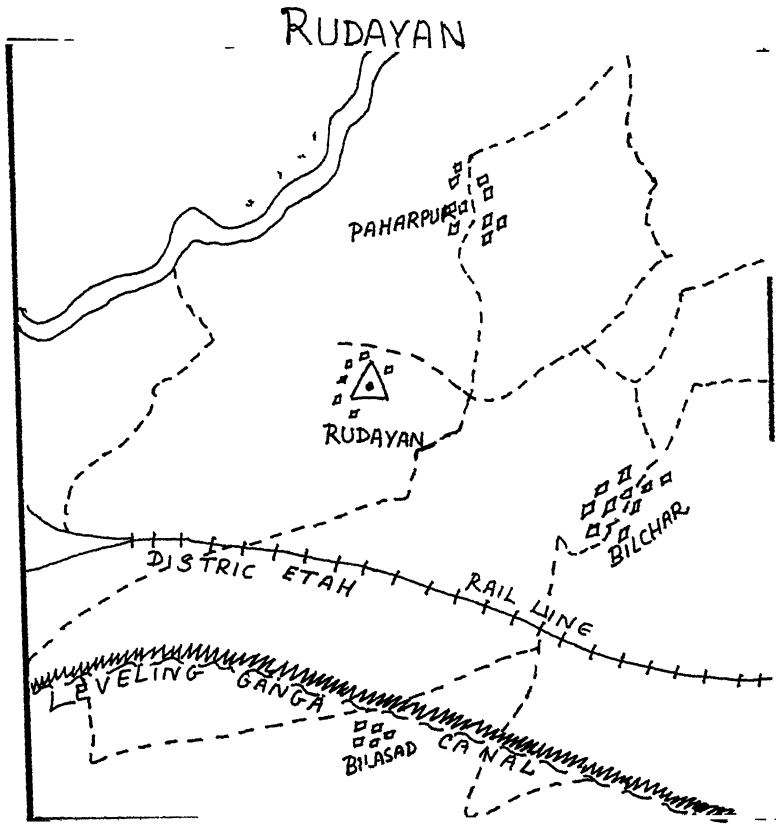 RUDAYAN
PAHARPUR
RUDAYAN
BILCHAR
DISTRIC ETAH
RAIL LINE
LEVELING GANGA CANAL
BILASAD